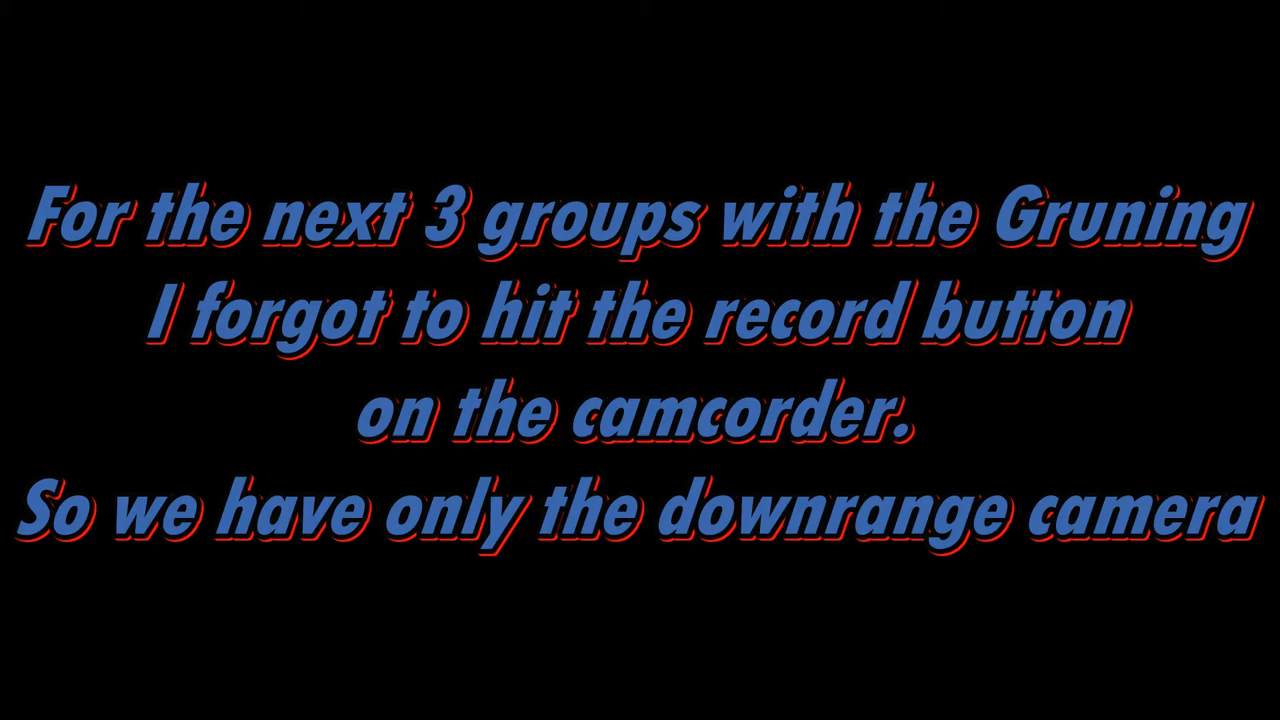 For the next 3 groups with the Gruning
I forgot to hit the record button
on the camcorder.
So we have only the downrange camera